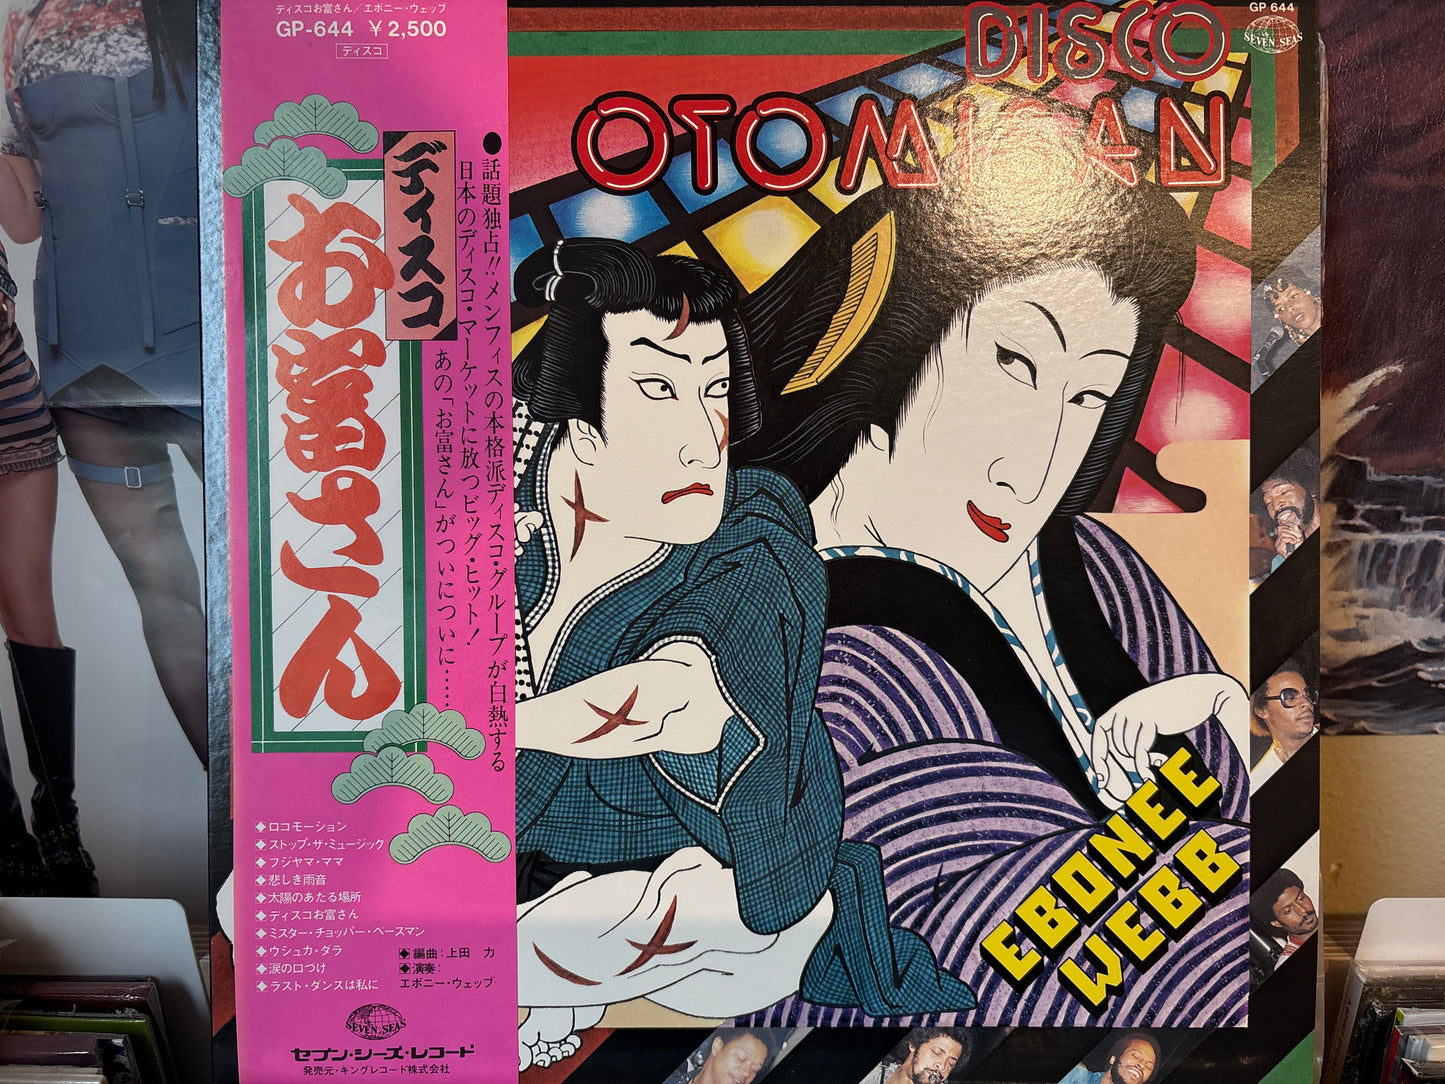 ディスコお富さん/エボニー・ウェッブ
GP-644 ¥2,500
ディスコ
ディスコ
お富さん
●話題独占!!メンフィスの本格派ディスコ・グループが白熱する
日本のディスコ・マーケットに放つビッグ・ヒット!
あの「お富さん」がついについに……
◆ロコモーション
◆ストップ・ザ・ミュージック
◆フジヤマ・ママ
◆悲しき雨音
◆太陽のあたる場所
◆ディスコお富さん
◆ミスター・チョッパー・ベースマン
◆ウシュカ・ダラ
◆涙の口づけ
◆ラスト・ダンスは私に
◆編曲:上田 力
◆演奏:
エボニー・ウェッブ
SEVEN SEAS
セブン・シーズ・レコード
発売元・キングレコード株式会社
DISCO
OTOMISAN
GP 644
SEVEN SEAS
EBONEE
WEBB